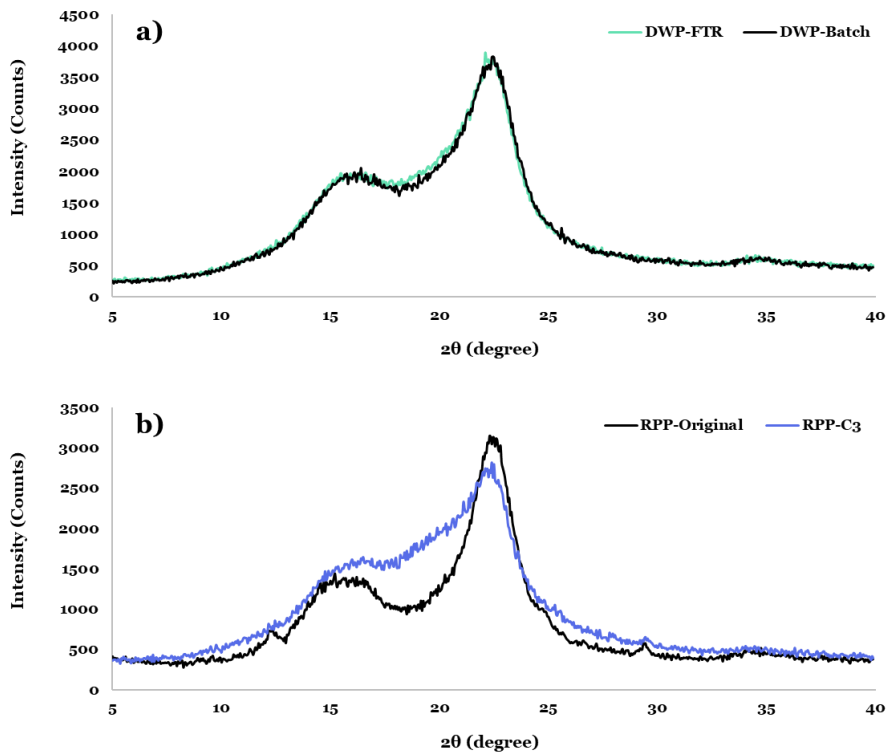 a)
DWP-FTR DWP-Batch
4500
4000
3500
3000
2500
2000
1500
1000
500
0
Intensity (Counts)
5 10 15 20 25 30 35 40
2θ (degree)
b)
RPP-Original RPP-C3
3500
3000
2500
2000
1500
1000
500
0
Intensity (Counts)
5 10 15 20 25 30 35 40
2θ (degree)